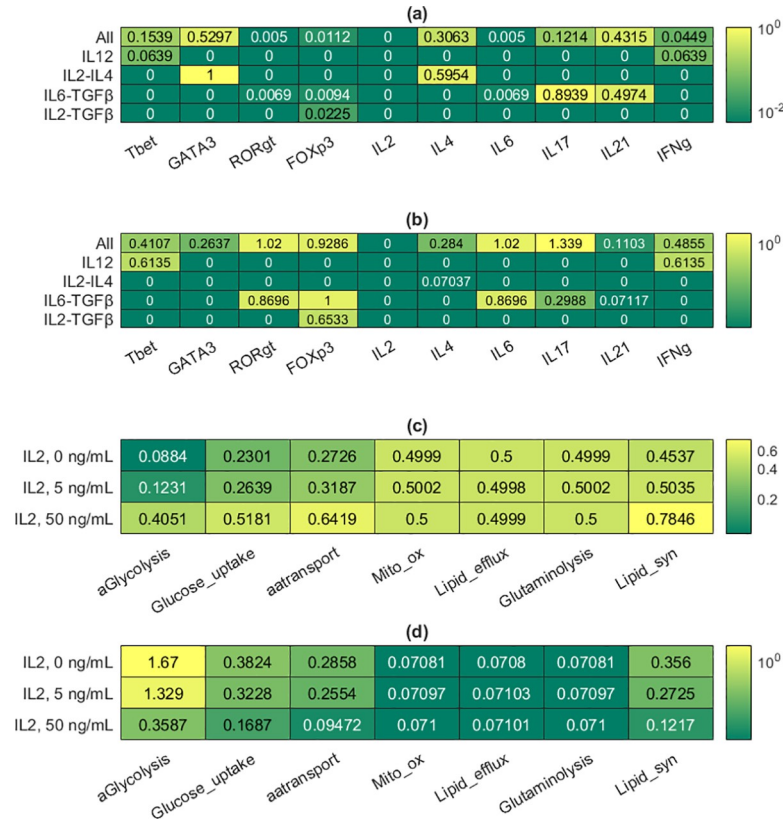 (a)
All 0.1539 0.5297 0.005 0.0112 0 0.3063 0.005 0.1214 0.4315 0.0449
IL12 0.0639 0 0 0 0 0 0 0 0 0.0639
IL2-IL4 0 1 0 0 0 0.5954 0 0 0 0
IL6-TGFβ 0 0 0.0069 0.0094 0 0 0.0069 0.8939 0.4974 0
IL2-TGFβ 0 0 0 0.0225 0 0 0 0 0 0
Tbet GATA3 RORgt FOXp3 IL2 IL4 IL6 IL17 IL21 IFNg
10⁰
10⁻²
(b)
All 0.4107 0.2637 1.02 0.9286 0 0.284 1.02 1.339 0.1103 0.4855
IL12 0.6135 0 0 0 0 0 0 0 0 0.6135
IL2-IL4 0 0 0 0 0 0.07037 0 0 0 0
IL6-TGFβ 0 0 0.8696 1 0 0 0.8696 0.2988 0.07117 0
IL2-TGFβ 0 0 0 0.6533 0 0 0 0 0 0
Tbet GATA3 RORgt FOXp3 IL2 IL4 IL6 IL17 IL21 IFNg
10⁰
(c)
IL2, 0 ng/mL 0.0884 0.2301 0.2726 0.4999 0.5 0.4999 0.4537
IL2, 5 ng/mL 0.1231 0.2639 0.3187 0.5002 0.4998 0.5002 0.5035
IL2, 50 ng/mL 0.4051 0.5181 0.6419 0.5 0.4999 0.5 0.7846
aGlycolysis Glucose_uptake aatransport Mito_ox Lipid_efflux Glutaminolysis Lipid_syn
0.6
0.4
0.2
(d)
IL2, 0 ng/mL 1.67 0.3824 0.2858 0.07081 0.0708 0.07081 0.356
IL2, 5 ng/mL 1.329 0.3228 0.2554 0.07097 0.07103 0.07097 0.2725
IL2, 50 ng/mL 0.3587 0.1687 0.09472 0.071 0.07101 0.071 0.1217
aGlycolysis Glucose_uptake aatransport Mito_ox Lipid_efflux Glutaminolysis Lipid_syn
10⁰